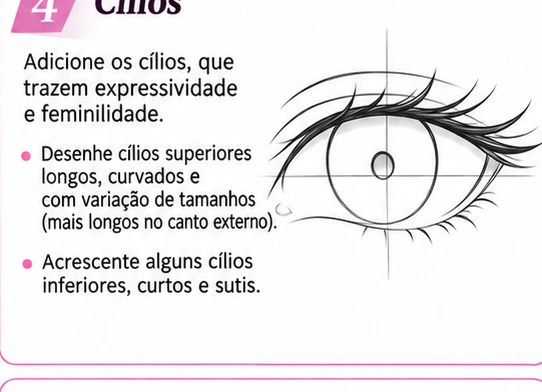 4 Cílios
Adicione os cílios, que
trazem expressividade
e feminilidade.
Desenhe cílios superiores
longos, curvados e
com variação de tamanhos
(mais longos no canto externo).
Acrescente alguns cílios
inferiores, curtos e sutis.